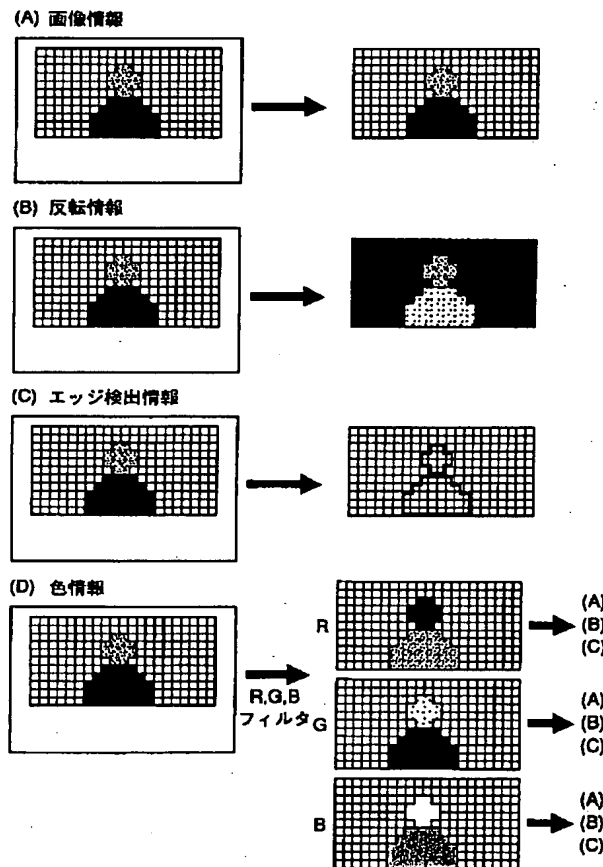 (A) 画像情報
(B) 反転情報
(C) エッジ検出情報
(D) 色情報
R,G,B
フィルタ
R
(A)
(B)
(C)
G
(A)
(B)
(C)
B
(A)
(B)
(C)